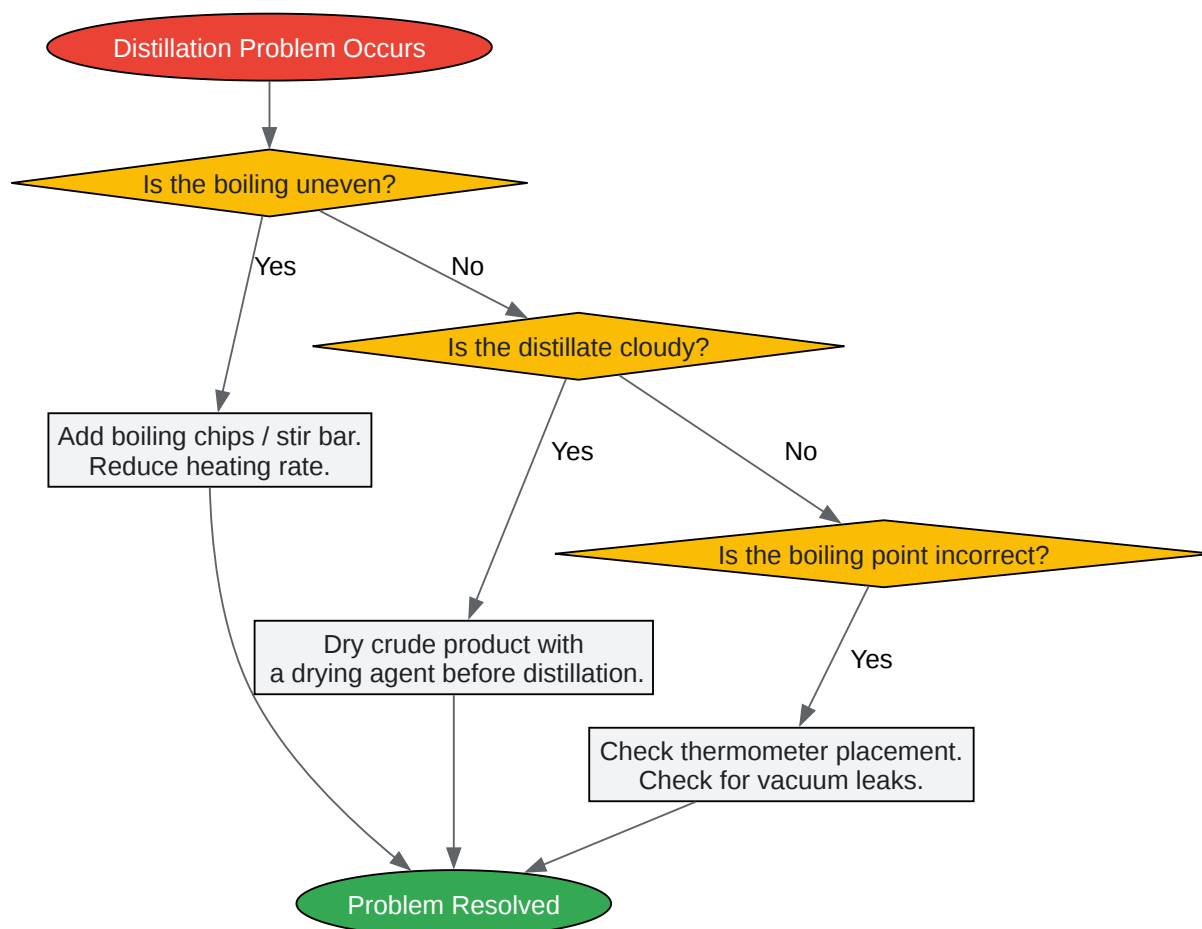 Distillation Problem Occurs
Is the boiling uneven?
Yes
No
Is the distillate cloudy?
Add boiling chips / stir bar.
Reduce heating rate.
Yes
No
Is the boiling point incorrect?
Dry crude product with
a drying agent before distillation.
Yes
Check thermometer placement.
Check for vacuum leaks.
Problem Resolved